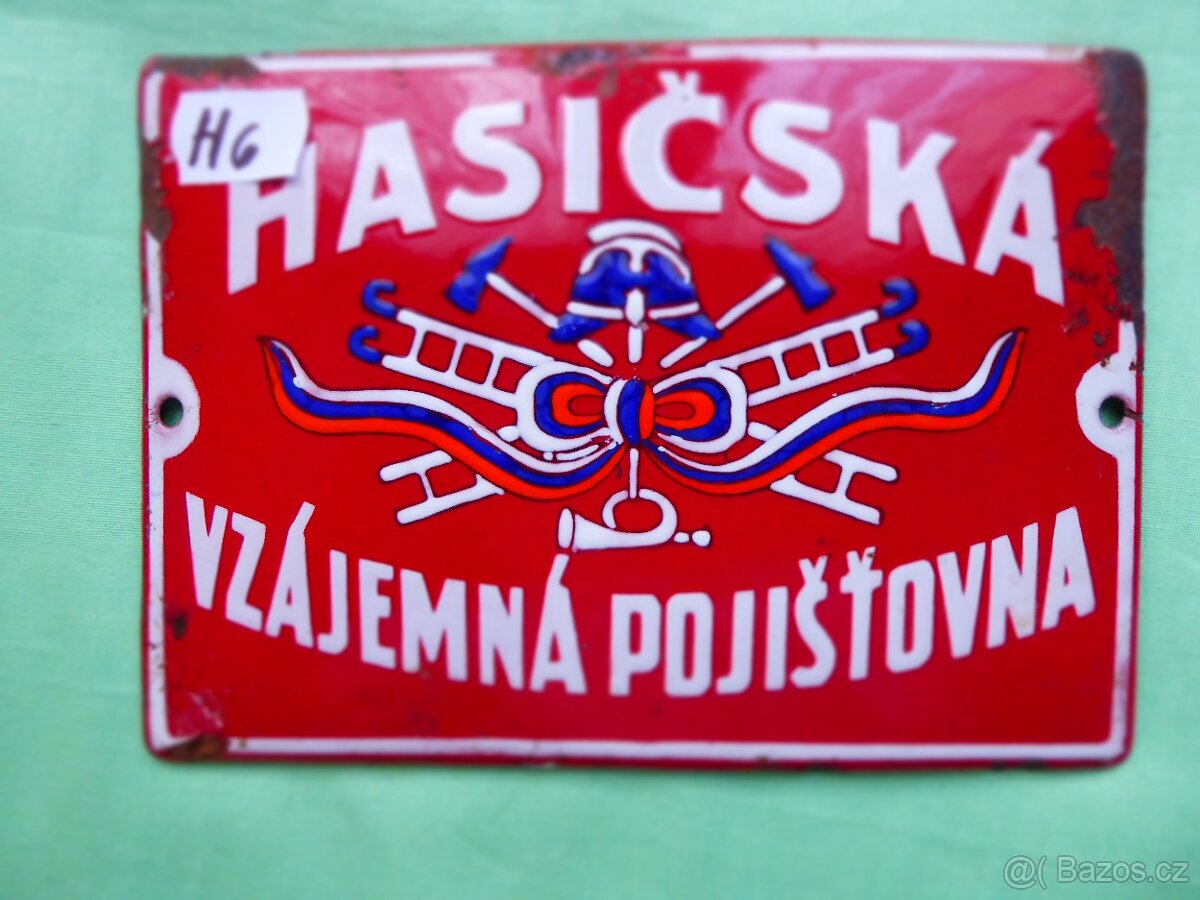 H6
HASIČSKÁ
VZÁJEMNÁ POJIŠŤOVNA
@( Bazos.cz